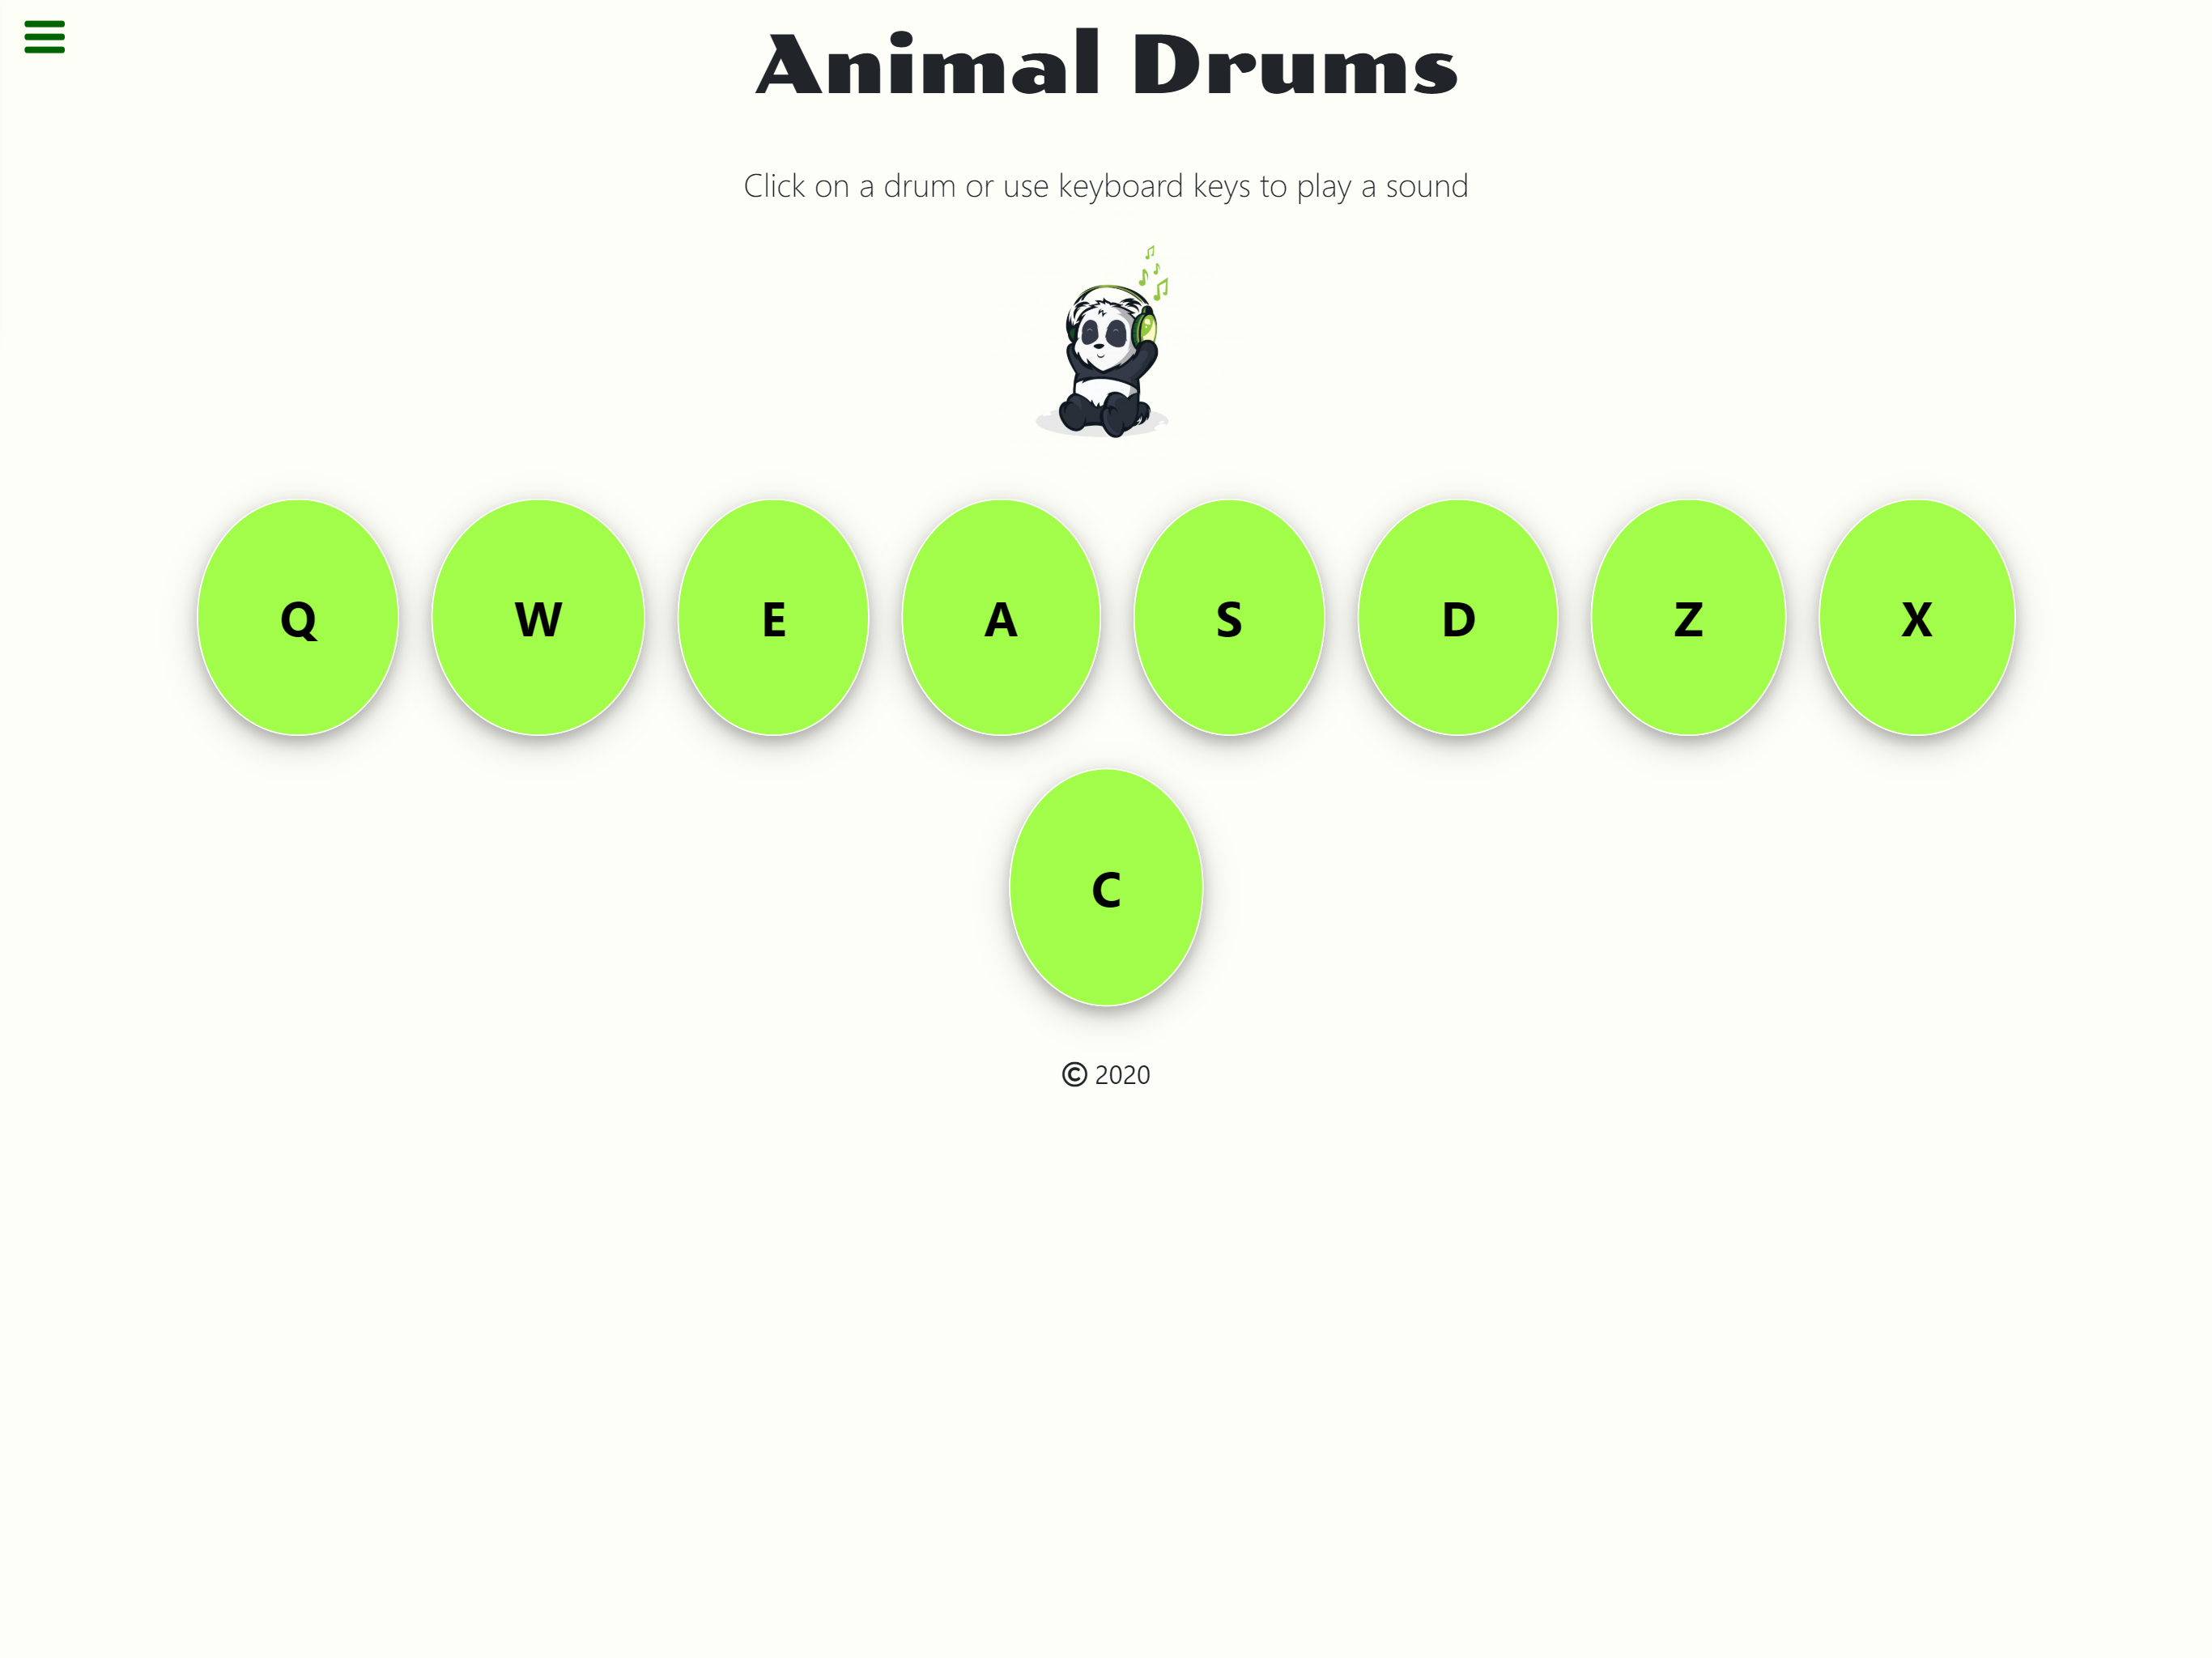 Animal Drums
Click on a drum or use keyboard keys to play a sound
Q W E A S D Z X
C
© 2020